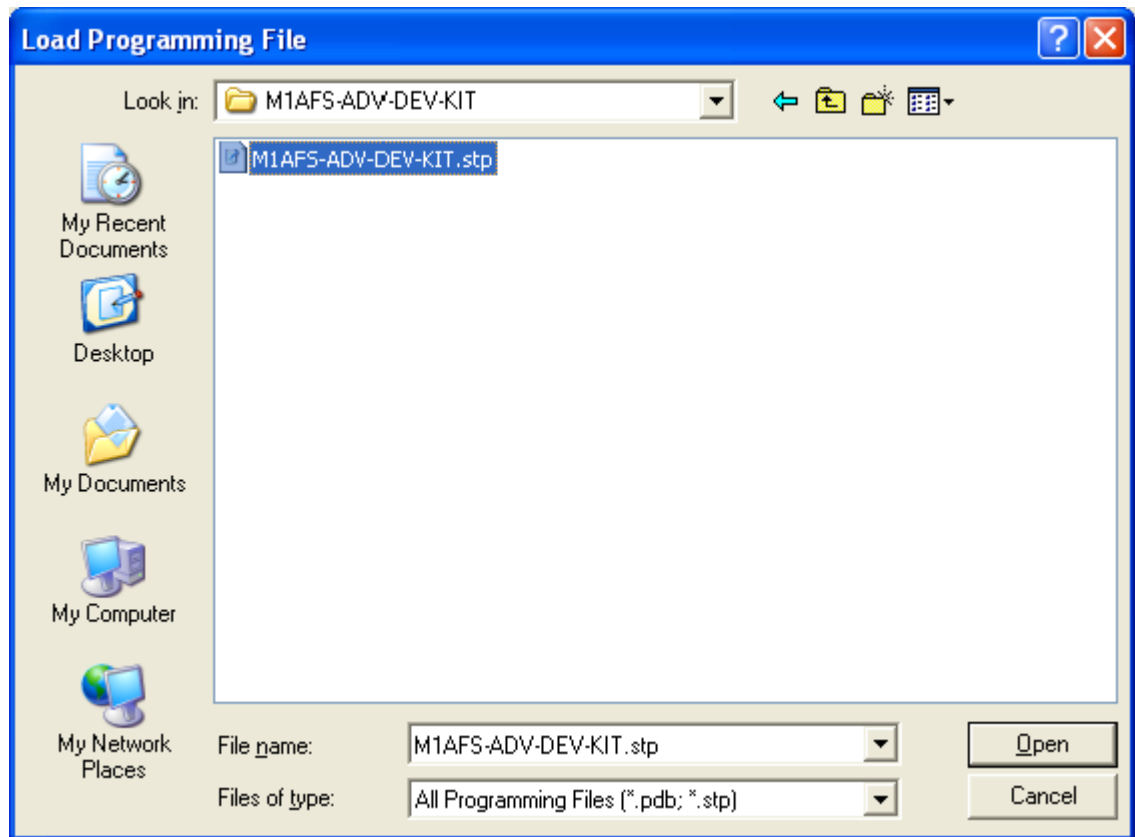 Load Programming File
Look in: M1AFS-ADV-DEV-KIT
M1AFS-ADV-DEV-KIT.stp
My Recent
Documents
Desktop
My Documents
My Computer
My Network
Places
File name: M1AFS-ADV-DEV-KIT.stp
Open
Files of type: All Programming Files (*.pdb; *.stp)
Cancel